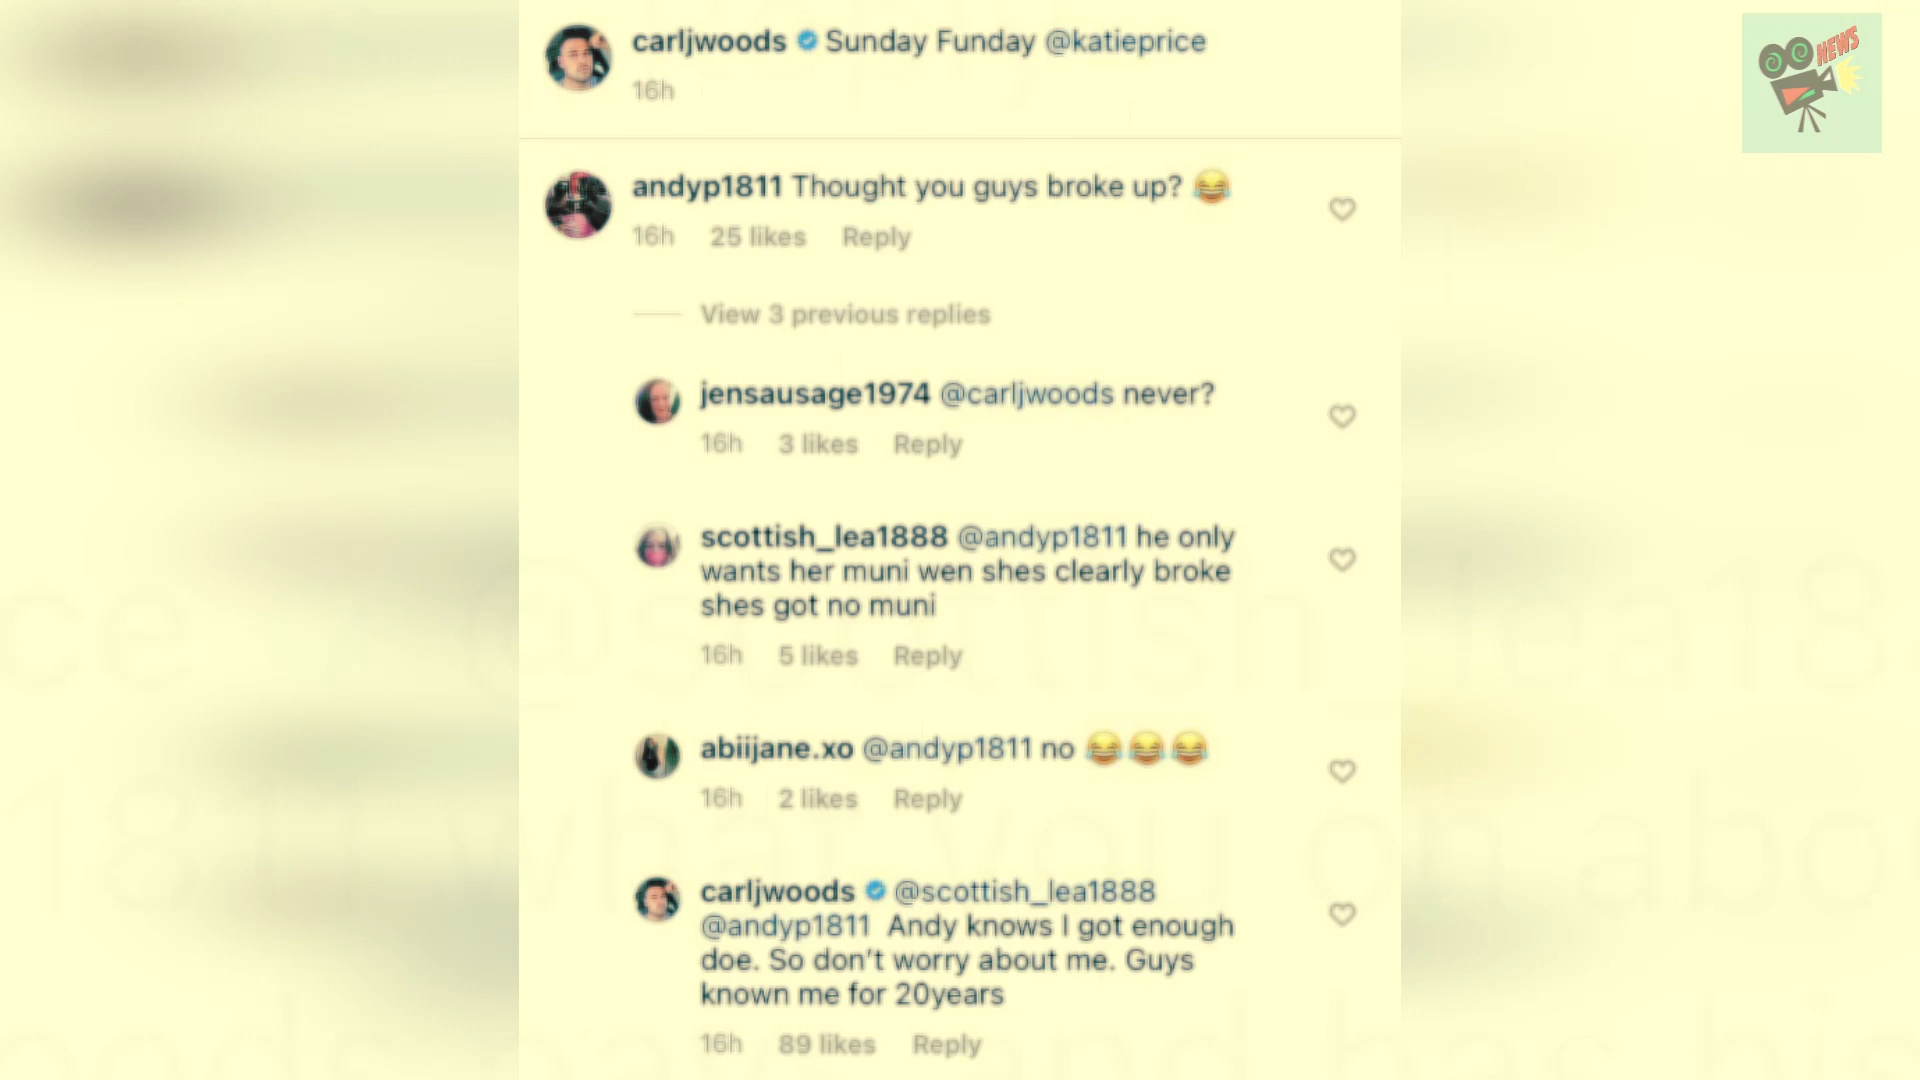 carljwoods Sunday Funday @katieprice
16h
NEWS
andyp1811 Thought you guys broke up? 😂
16h 25 likes Reply
View 3 previous replies
jensausage1974 @carljwoods never?
16h 3 likes Reply
scottish_lea1888 @andyp1811 he only
wants her muni wen shes clearly broke
shes got no muni
16h 5 likes Reply
abiijane.xo @andyp1811 no 😂😂😂
16h 2 likes Reply
carljwoods @scottish_lea1888
@andyp1811 Andy knows I got enough
doe. So don't worry about me. Guys
known me for 20years
16h 89 likes Reply